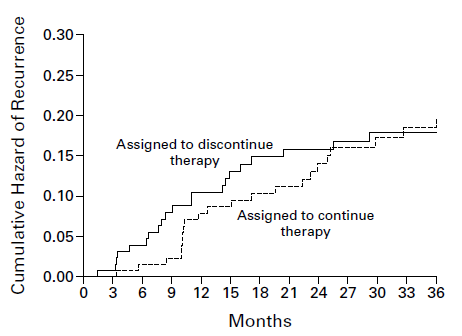 Cumulative Hazard of Recurrence
0.30
0.25
0.20
0.15
0.10
0.05
0.00
Assigned to discontinue
therapy
Assigned to continue
therapy
0 3 6 9 12 15 18 21 24 27 30 33 36
Months